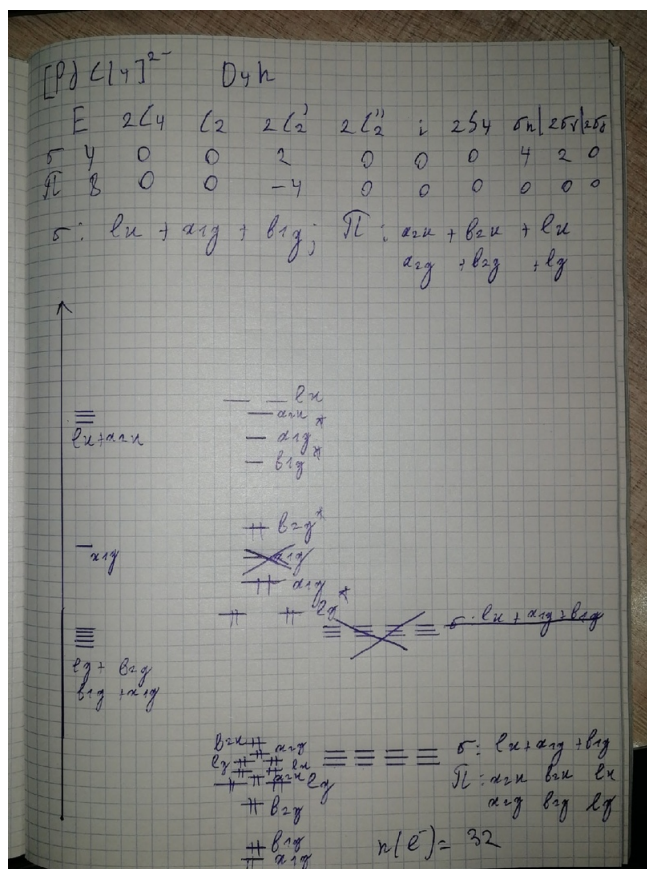 [PdCl4]2- D4h
E 2C4 C2 2C2' 2C2'' i 2S4 σh 2σv 2σd
σ 4 0 0 2 0 0 0 4 2 0
П 8 0 0 -4 0 0 0 0 0 0
σ: eu + a1g + b1g; П: a2u + b2u + eu
a2g + b2g + eg
eu
a2u
eu+a2u
a1g*
b1g*
b2g*
a1g
a1g
a1g
eg*
σ: eu + a1g + b1g
eg + b2g
b1g + a1g
b2u a2g
eg eu
a2u eg
b2g
b1g
a1g
σ: eu+a1g+b1g
П: a2u b2u eu
a2g b2g eg
n(e-) = 32